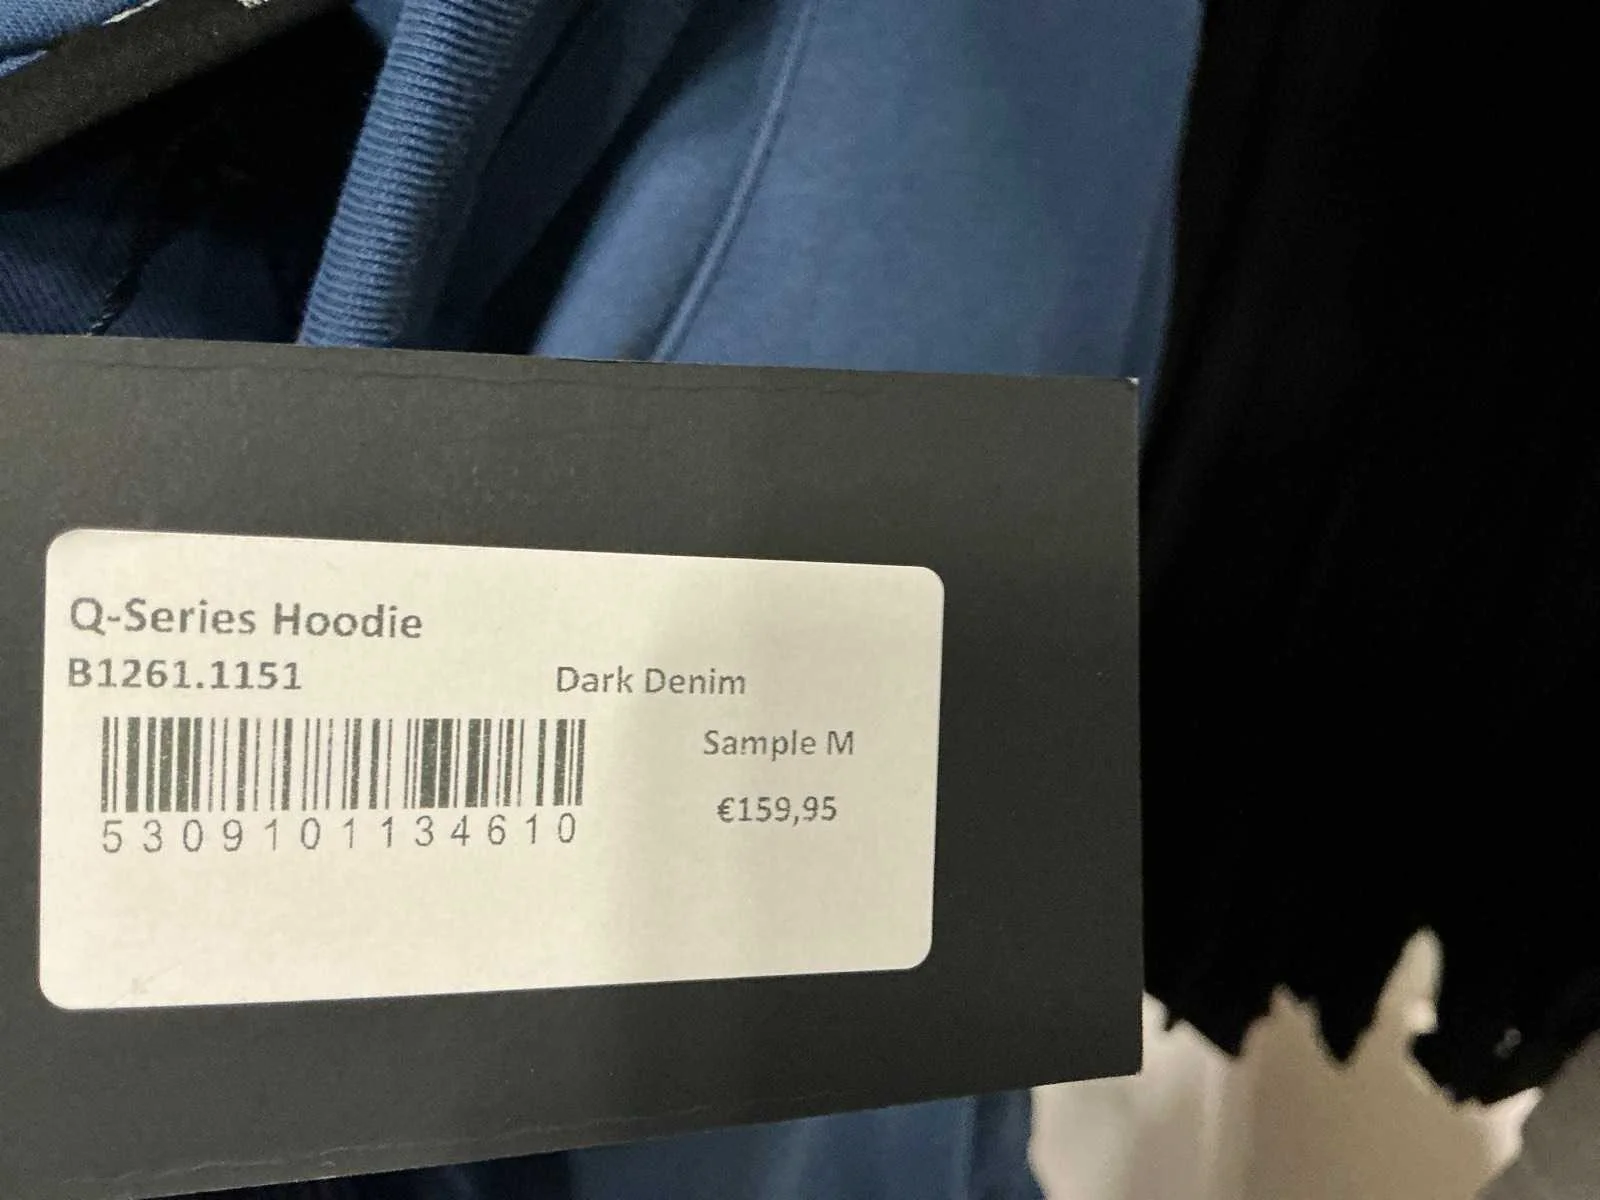 Q-Series Hoodie
B1261.1151
Dark Denim
Sample M
€159,95
5309101134610